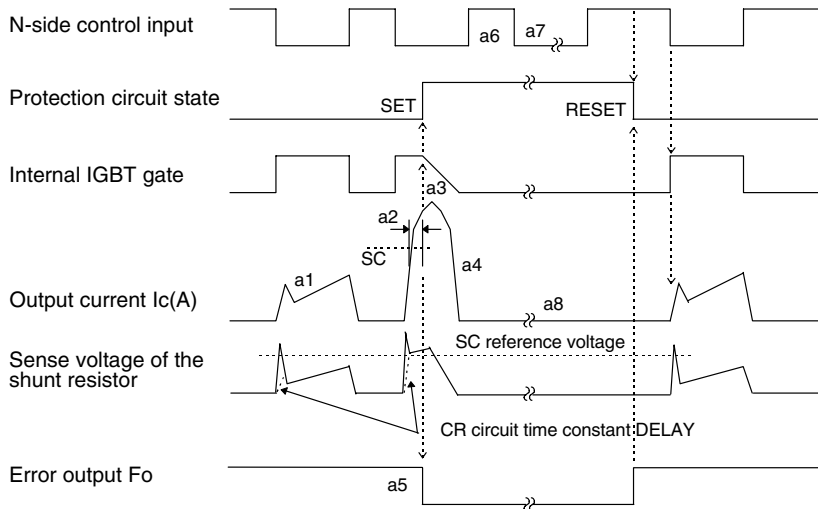 N-side control input
a6
a7
Protection circuit state
SET
RESET
Internal IGBT gate
a3
a2
SC
a4
a1
a8
Output current Ic(A)
SC reference voltage
Sense voltage of the
shunt resistor
CR circuit time constant DELAY
Error output Fo
a5